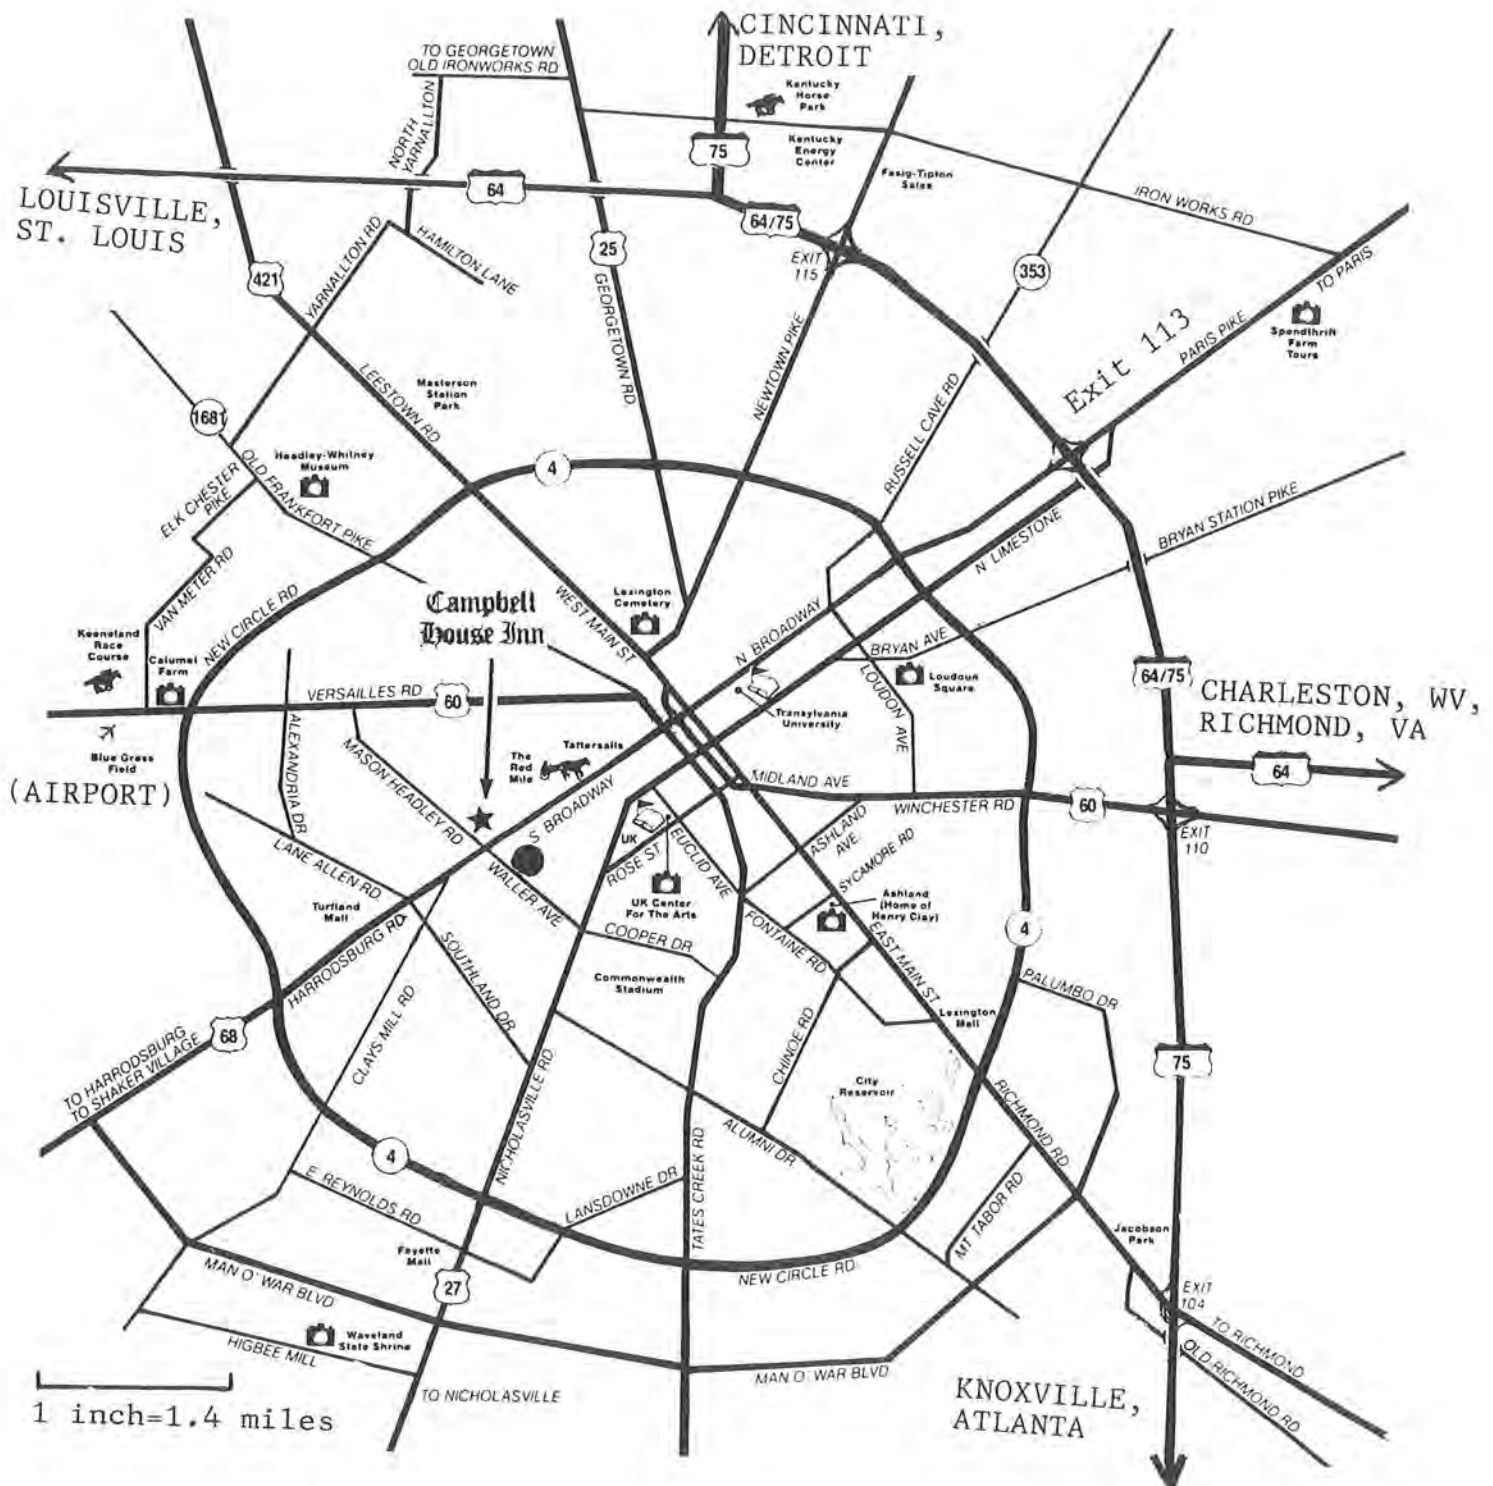 CINCINNATI,
DETROIT
TO GEORGETOWN
OLD IRONWORKS RD
Kentucky
Horse
Park
NORTH
YARNALLTON
75
Kentucky
Energy
Center
Fasig-Tipton
Sales
64
LOUISVILLE,
ST. LOUIS
IRON WORKS RD
64/75
YARNALLTON RD
HAMILTON LANE
25
EXIT
115
421
353
TO PARIS
GEORGETOWN RD
Exit 113
PARIS PIKE
Spendthrift
Farm
Tours
NEWTOWN PIKE
LEESTOWN RD
Masterson
Station
Park
RUSSELL CAVE RD
1681
OLD FRANKFORT PIKE
Headley-Whitney
Museum
4
ELK CHESTER
PIKE
BRYAN STATION PIKE
N LIMESTONE
VAN METER RD
NEW CIRCLE RD
Campbell
House Inn
WEST MAIN ST
Lexington
Cemetery
N. BROADWAY
BRYAN AVE
Keeneland
Race
Course
Calumet
Farm
LOUDON AVE
Loudoun
Square
64/75
CHARLESTON, WV,
RICHMOND, VA
VERSAILLES RD
60
Transylvania
University
Blue Grass
Field
(AIRPORT)
ALEXANDRIA DR
MASON HEADLEY RD
The
Red
Mile
Tattersalls
S. BROADWAY
MIDLAND AVE
64
WINCHESTER RD
60
EXIT
110
LANE ALLEN RD.
UK
ROSE ST.
EUCLID AVE
ASHLAND
AVE.
SYCAMORE RD
WALLER AVE
Turfland
Mall
UK Center
For The Arts
Ashland
(Home of
Henry Clay)
HARRODSBURG RD
SOUTHLAND DR
COOPER DR
FONTAINE RD
EAST MAIN ST
4
Commonwealth
Stadium
PALUMBO DR
CLAYS MILL RD
Lexington
Mall
68
TO HARRODSBURG
TO SHAKER VILLAGE
CHINOE RD
75
NICHOLASVILLE RD
City
Reservoir
RICHMOND RD
ALUMNI DR.
4
TATES CREEK RD
E. REYNOLDS RD
LANSDOWNE DR
MT TABOR RD
Jacobson
Park
Fayette
Mall
NEW CIRCLE RD
27
MAN O' WAR BLVD
EXIT
104
TO RICHMOND
OLD RICHMOND RD
Waveland
State Shrine
HIGBEE MILL
MAN O' WAR BLVD
KNOXVILLE,
ATLANTA
TO NICHOLASVILLE
1 inch=1.4 miles